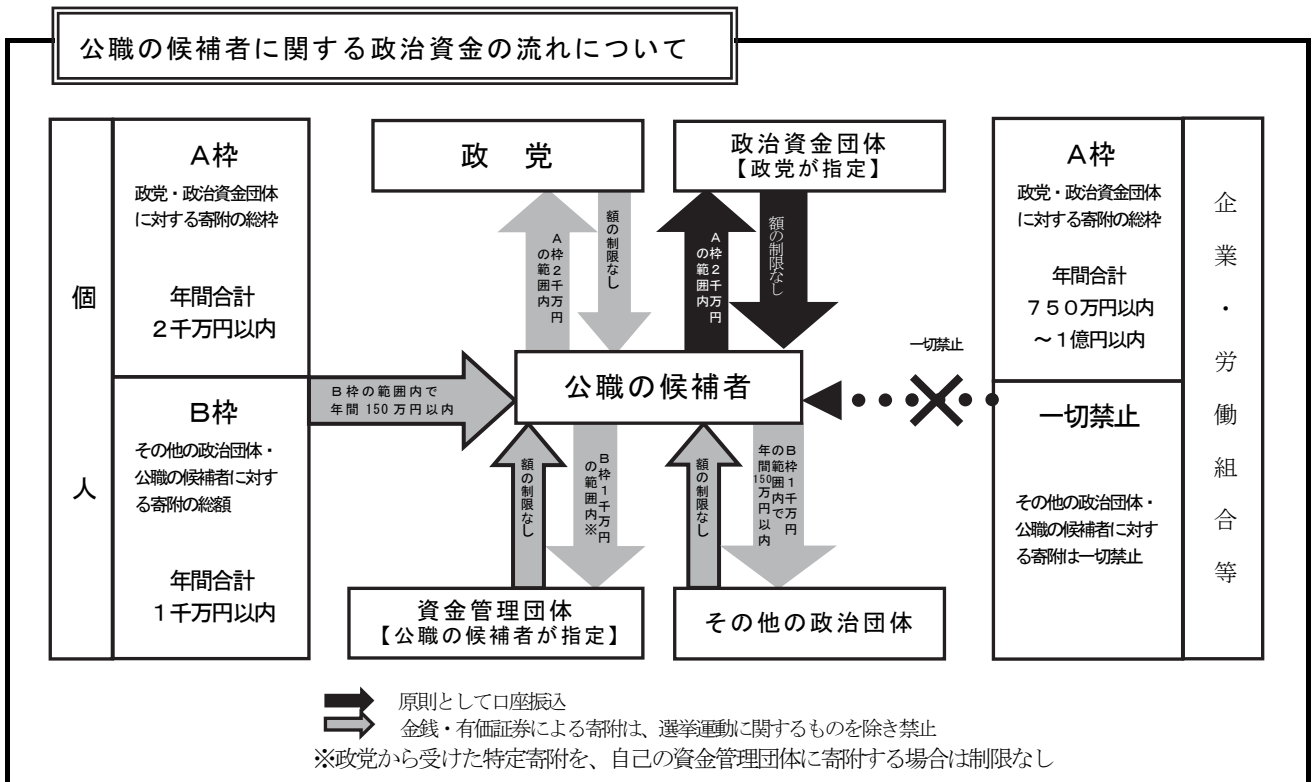 公職の候補者に関する政治資金の流れについて
個人
A枠
政党・政治資金団体
に対する寄附の総枠
年間合計
2千万円以内
B枠
その他の政治団体・
公職の候補者に対す
る寄附の総額
年間合計
1千万円以内
B枠の範囲内で
年間150万円以内
政 党
政治資金団体
【政党が指定】
A枠2千万円
の範囲内
額の制限なし
A枠2千万円
の範囲内
額の制限なし
公職の候補者
一切禁止
額の制限なし
B枠1千万円
の範囲内※
額の制限なし
B枠1千万円
の範囲内で
年間150万円以内
資金管理団体
【公職の候補者が指定】
その他の政治団体
A枠
政党・政治資金団体
に対する寄附の総枠
年間合計
750万円以内
～1億円以内
一切禁止
その他の政治団体・
公職の候補者に対す
る寄附は一切禁止
企業・労働組合等
原則として口座振込
金銭・有価証券による寄附は、選挙運動に関するものを除き禁止
※政党から受けた特定寄附を、自己の資金管理団体に寄附する場合は制限なし